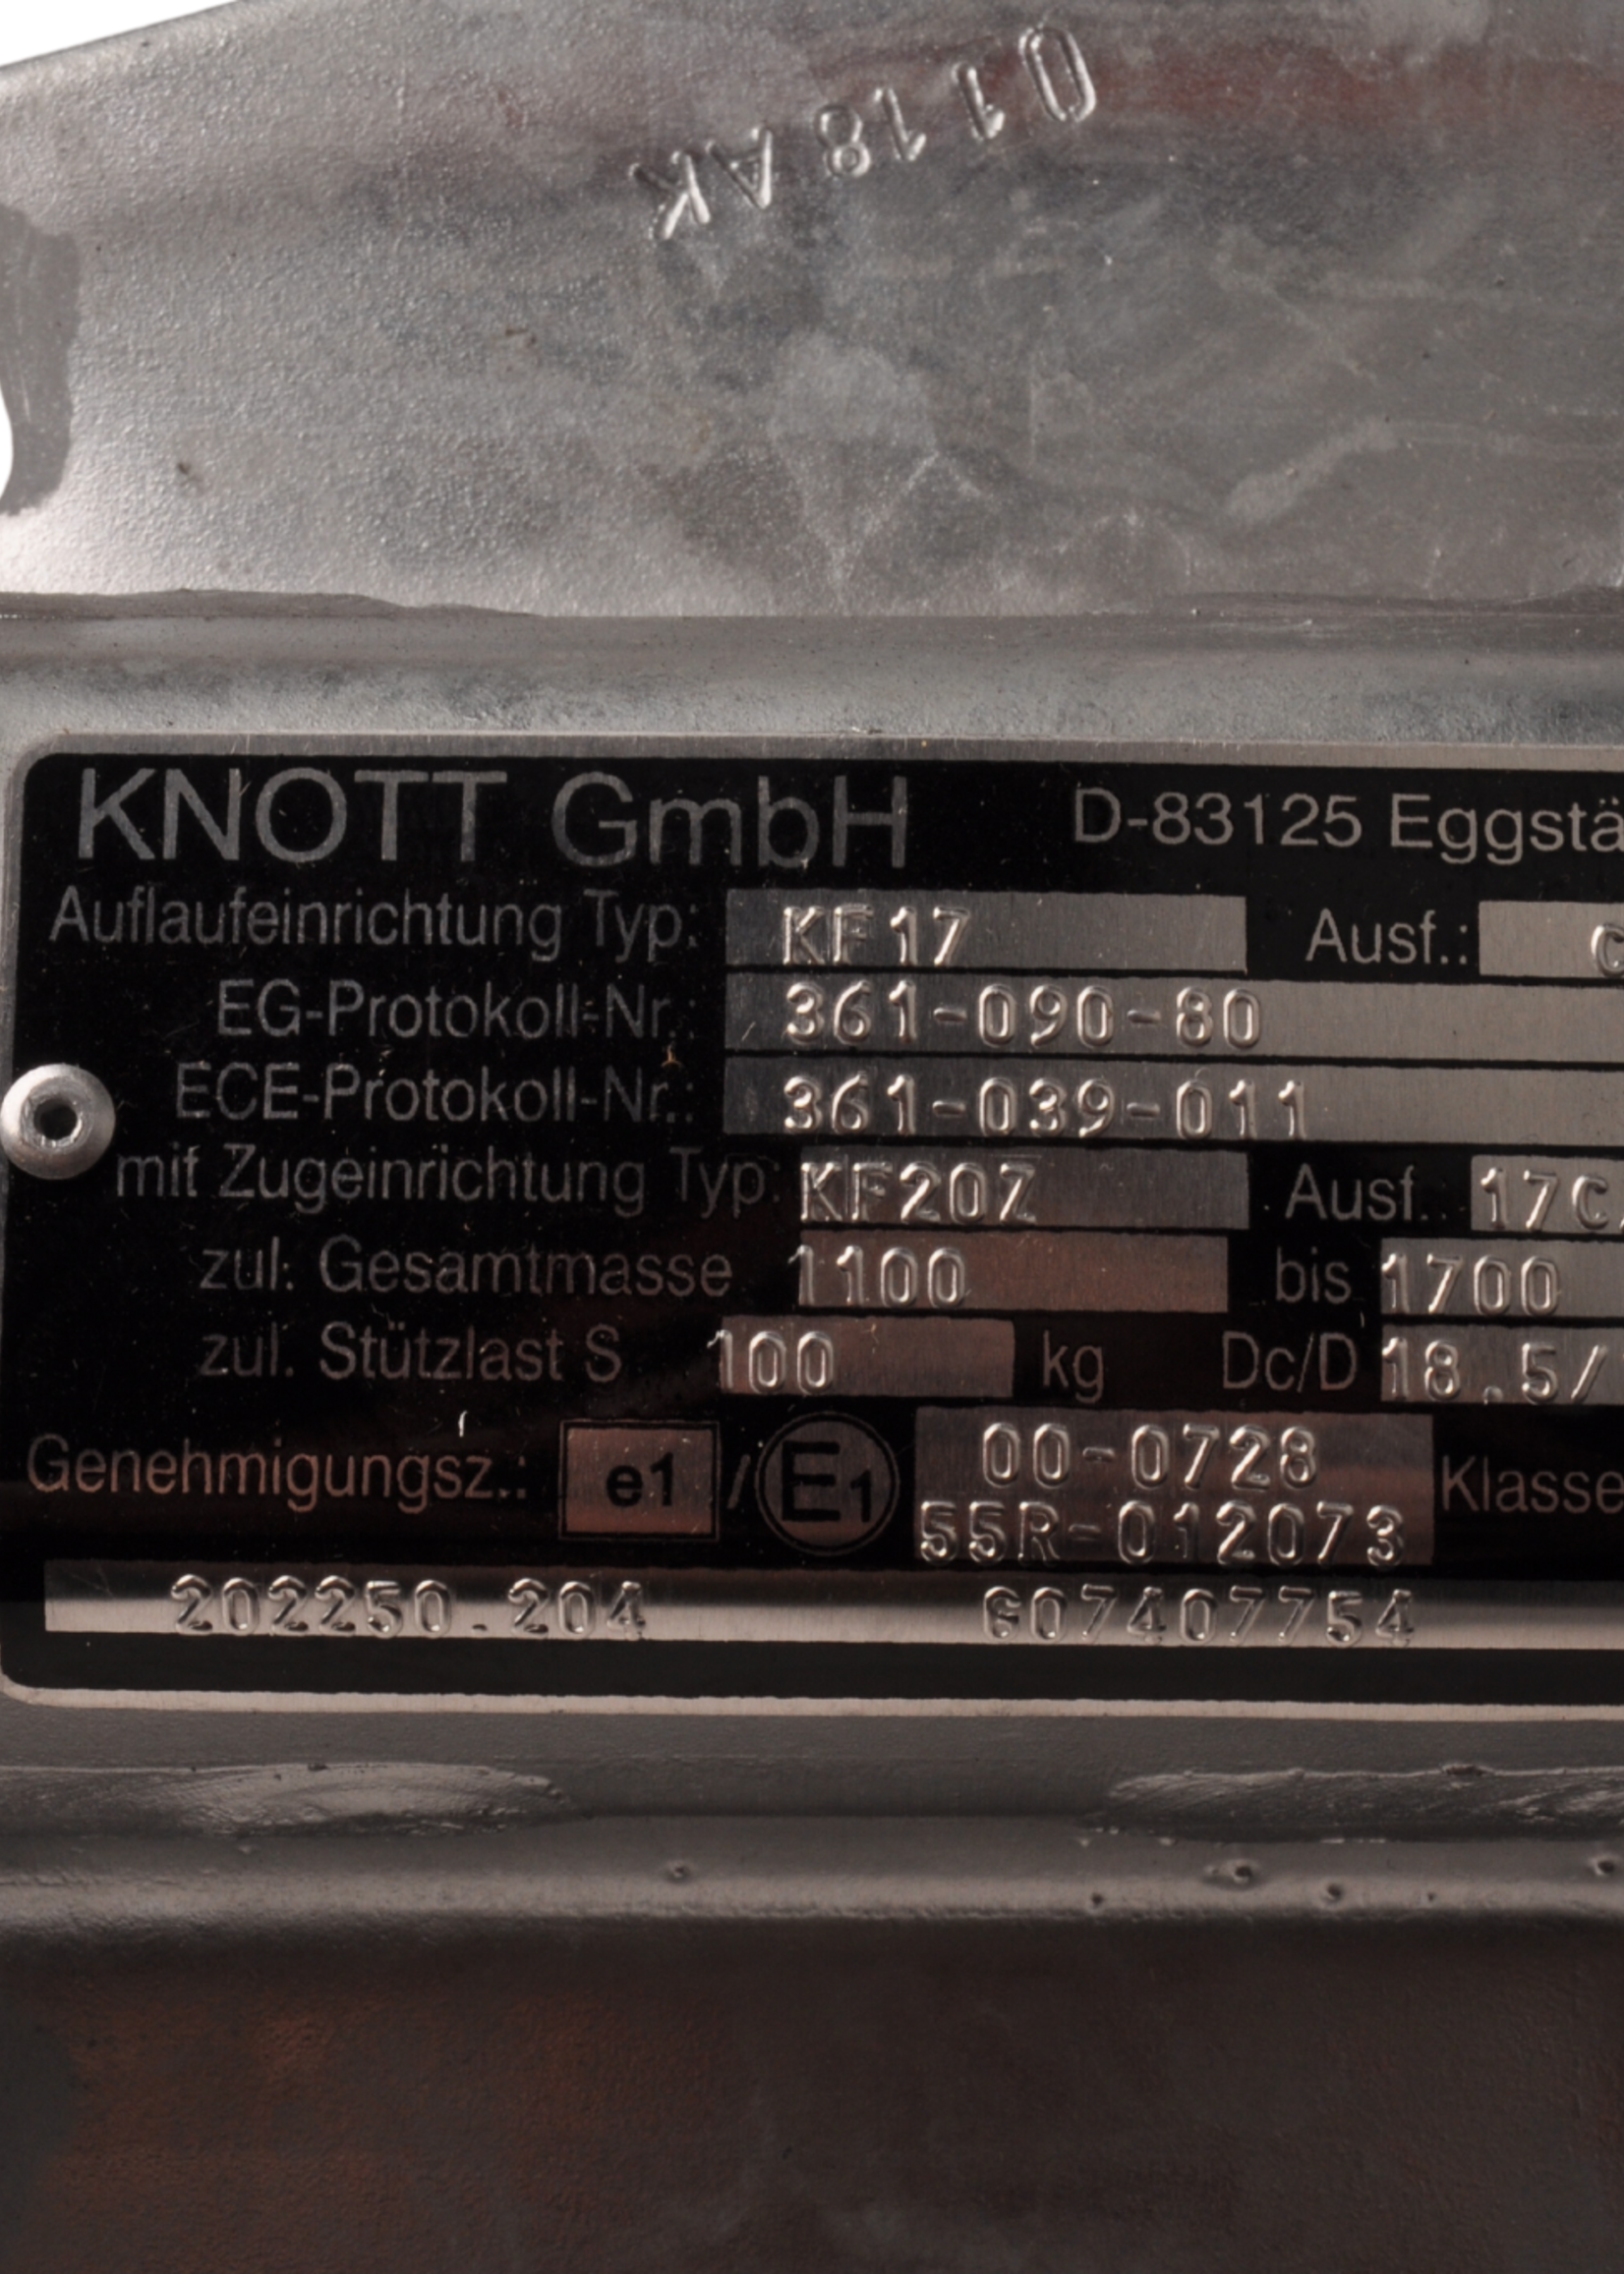 0118 AK
KNOTT GmbH D-83125 Eggstä
Auflaufeinrichtung Typ: KF17 Ausf.: C
EG-Protokoll-Nr.: 361-090-80
ECE-Protokoll-Nr.: 361-039-011
mit Zugeinrichtung Typ: KF20Z Ausf.: 17C
zul. Gesamtmasse 1100 bis 1700
zul. Stützlast S 100 kg Dc/D 18.5/
Genehmigungsz.: e1 / E1 00-0728 Klasse
55R-012073
202250.204 607407754